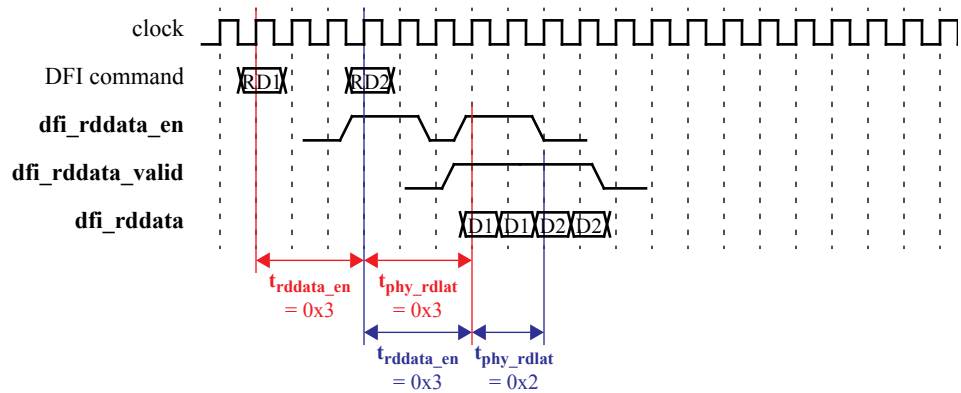 clock
DFI command RD1 RD2
dfi_rddata_en
dfi_rddata_valid
dfi_rddata D1 D1 D2 D2
trddata_en tphy_rdlat
= 0x3 = 0x3
trddata_en tphy_rdlat
= 0x3 = 0x2